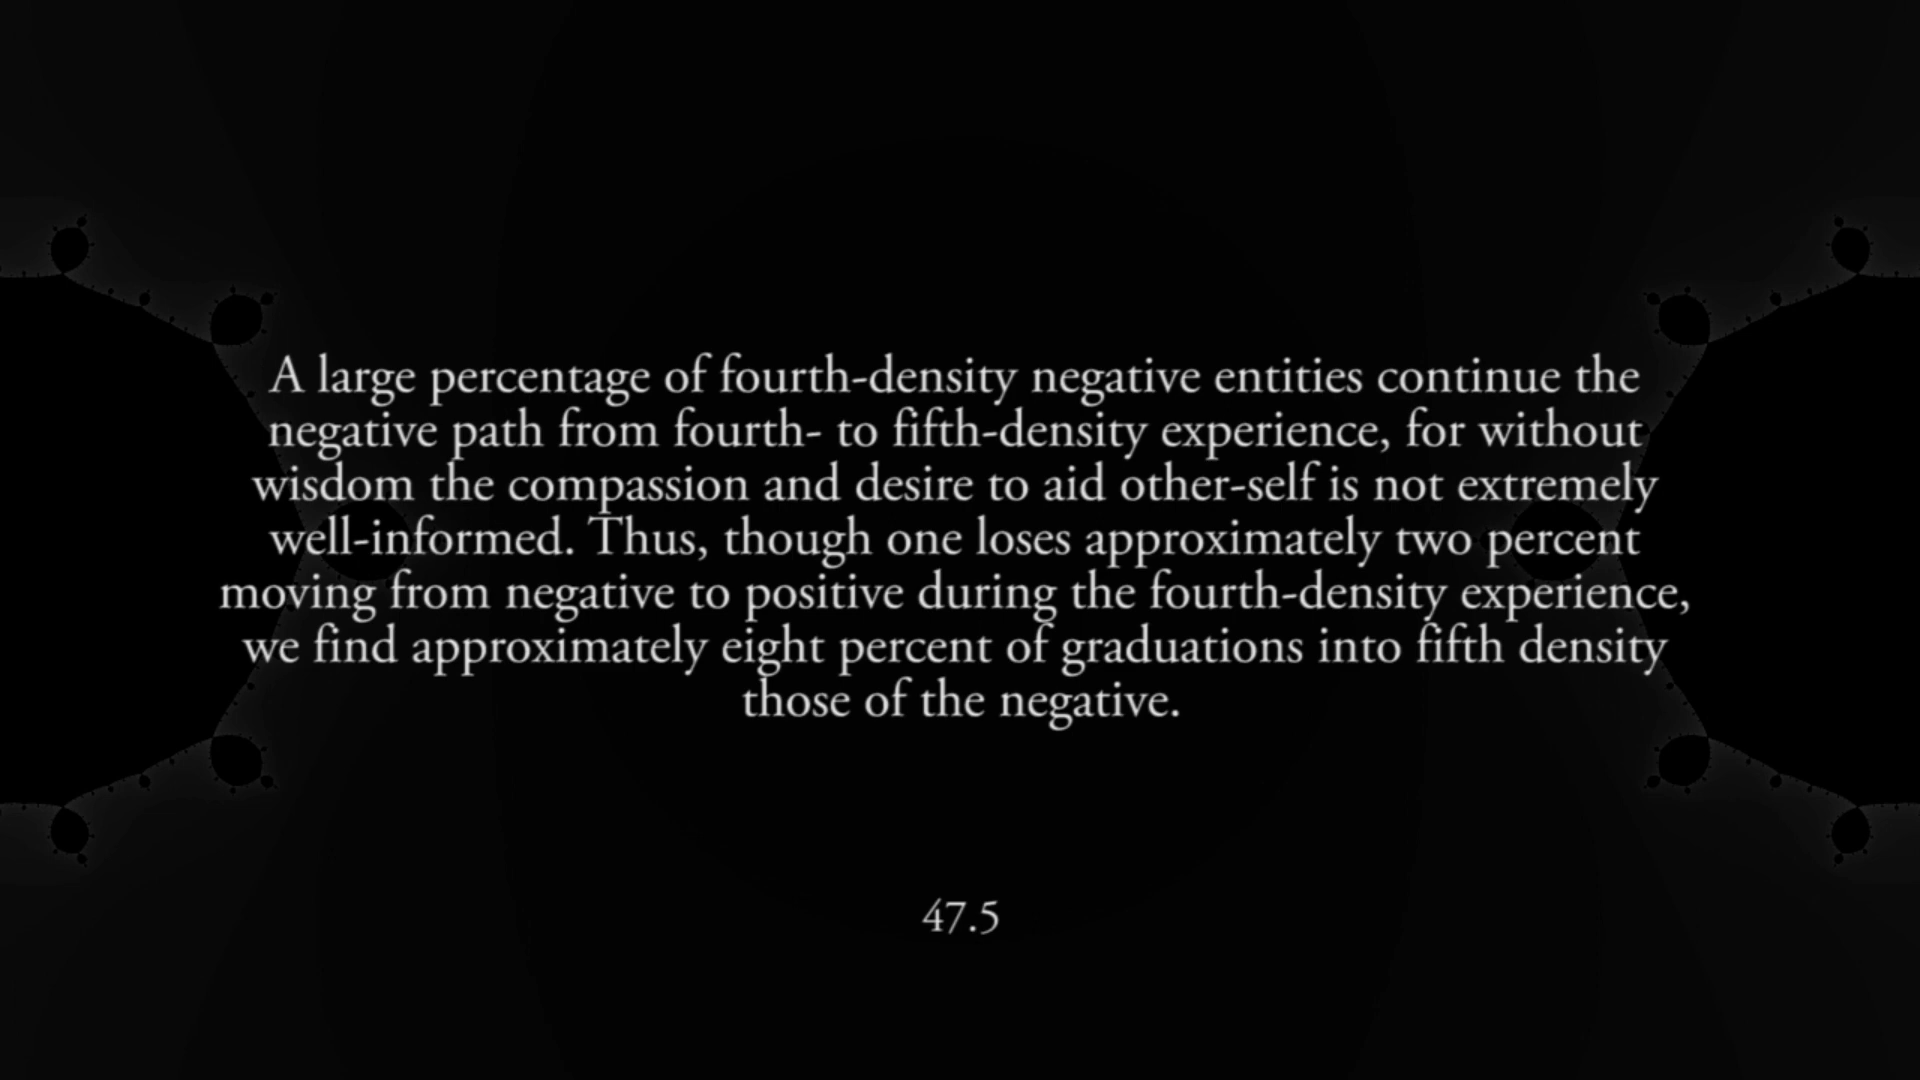 A large percentage of fourth-density negative entities continue the
negative path from fourth- to fifth-density experience, for without
wisdom the compassion and desire to aid other-self is not extremely
well-informed. Thus, though one loses approximately two percent
moving from negative to positive during the fourth-density experience,
we find approximately eight percent of graduations into fifth density
those of the negative.
47.5